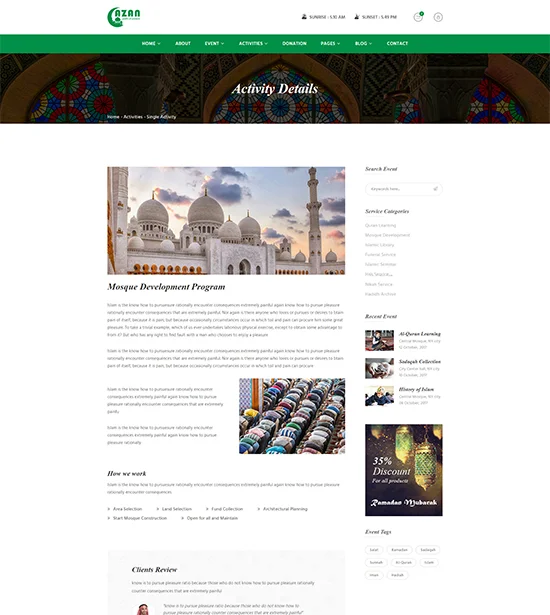 AZAN
SUNRISE - 5.10 AM
SUNSET : 5.49 PM
HOME
ABOUT
EVENT
ACTIVITIES
DONATION
PAGES
BLOG
CONTACT
Activity Details
Home - Activities - Single Activity
Mosque Development Program
Islam is the know how to pursueure rationally encounter consequences extremely painful again know how to pursue pleasure
rationally encounter consequences that are extremely painful. Nor again is there anyone who loves or pursues or desires to obtain
pain of itself, because it is pain, but because occasionally circumstances occur in which toil and pain can procure him some great
pleasure. To take a trivial example, which of us ever undertakes laborious physical exercise, except to obtain some advantage
from it? But who has any right to find fault with a man who chooses to enjoy a pleasure
Islam is the know how to pursueure rationally encounter consequences extremely painful again know how to pursue pleasure
rationally encounter consequences that are extremely painful. Nor again is there anyone who loves or pursues or desires to obtain
pain of itself, because it is pain, but because occasionally circumstances occur in which toil and pain can procure
Islam is the know how to pursueure rationally encounter
consequences extremely painful again know how to pursue
pleasure rationally encounter consequences that are extremely
painful
Islam is the know how to pursueure rationally encounter
consequences extremely painful again know how to pursue
pleasure rationally
How we work
Islam is the know how to pursueure rationally encounter consequences extremely painful again know how to pursue pleasure
rationally encounter consequences
Area Selection
Land Selection
Fund Collection
Architectural Planning
Start Mosque Construction
Open for all and Maintain
Clients Review
Know is to pursue pleasure ratio because those who do not know how to pursue pleasure rationally
counter consequences that are extremely painful
"Know is to pursue pleasure ratio because those who do not know how to
pursue pleasure rationally counter consequences that are extremely painful"
Search Event
Keywords here..
Service Categories
Quran Learning
Mosque Development
Islamic Library
Funeral Service
Islamic Seminar
Nikah Service
Hadish Archive
Recent Event
Al-Quran Learning
Central Mosque, NY City
12 October, 2017
Sadaqah Collection
City Center Hall, NY City
10 October, 2017
History of Islam
Central Mosque, NY City
08 October, 2017
35%
Discount
For all products
Ramadan Mubarak
Event Tags
Salat
Ramadan
Sadaqah
Sunnah
Al-Quran
Islam
Iman
Hadish